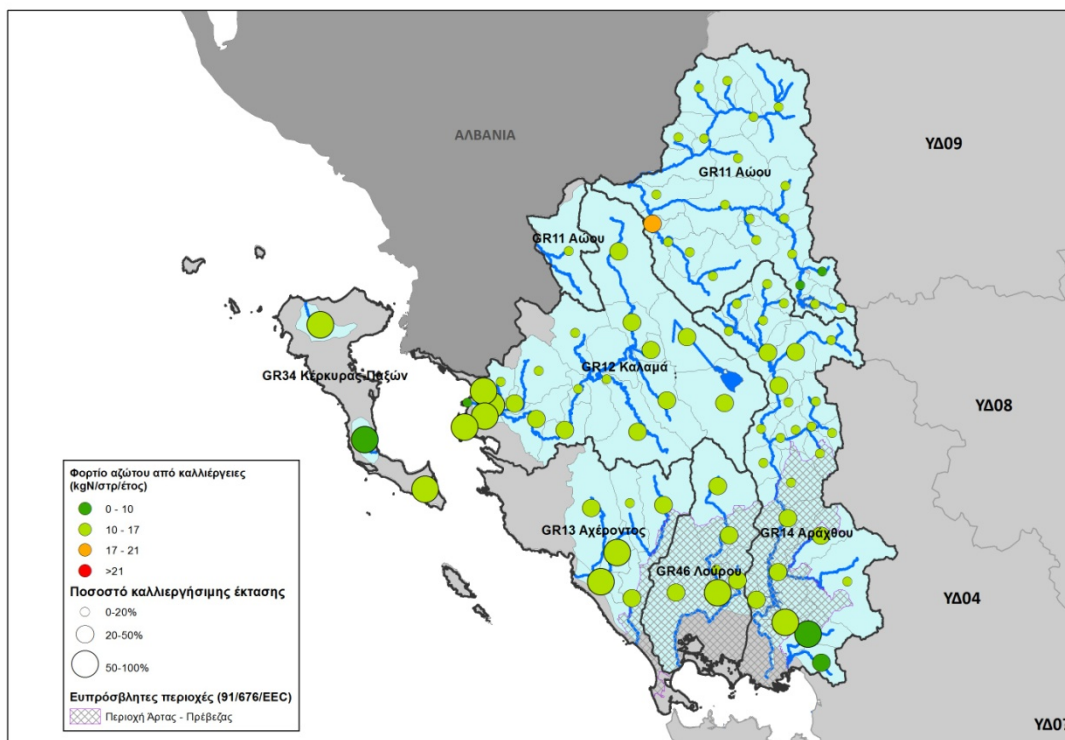 ΑΛΒΑΝΙΑ
ΥΔ09
GR11 Αώου
GR11 Αώου
GR34 Κέρκυρας-Παξών
GR12 Καλαμά
ΥΔ08
GR13 Αχέροντος
GR14 Αράχθου
GR46 Λούρου
ΥΔ04
ΥΔ07
Φορτίο αζώτου από καλλιέργειες
(kgN/στρ/έτος)
0 - 10
10 - 17
17 - 21
>21
Ποσοστό καλλιεργήσιμης έκτασης
0-20%
20-50%
50-100%
Ευπρόσβλητες περιοχές (91/676/EEC)
Περιοχή Άρτας - Πρέβεζας